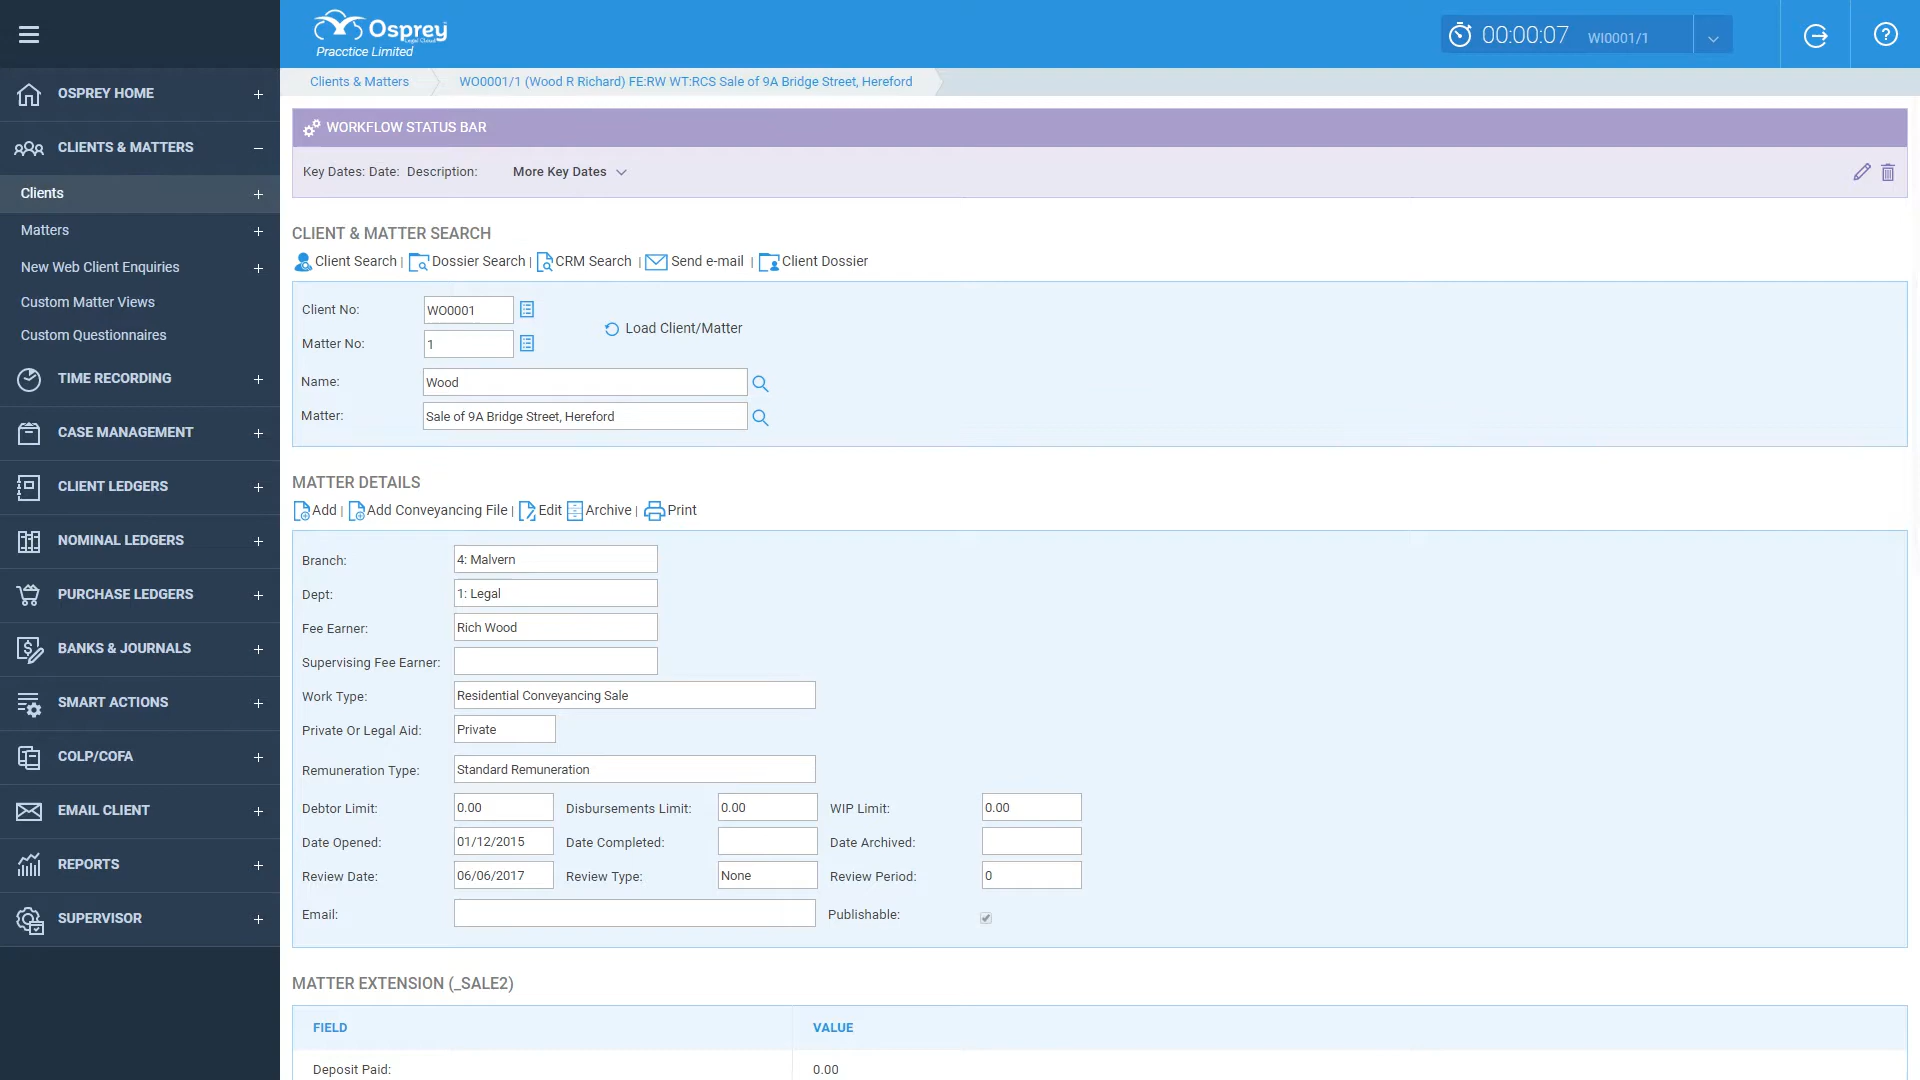 Osprey
Legal Cloud
Pracctice Limited
00:00:07 WI0001/1
OSPREY HOME
CLIENTS & MATTERS
Clients
Matters
New Web Client Enquiries
Custom Matter Views
Custom Questionnaires
TIME RECORDING
CASE MANAGEMENT
CLIENT LEDGERS
NOMINAL LEDGERS
PURCHASE LEDGERS
BANKS & JOURNALS
SMART ACTIONS
COLP/COFA
EMAIL CLIENT
REPORTS
SUPERVISOR
Clients & Matters WO0001/1 (Wood R Richard) FE:RW WT:RCS Sale of 9A Bridge Street, Hereford
WORKFLOW STATUS BAR
Key Dates: Date: Description: More Key Dates
CLIENT & MATTER SEARCH
Client Search | Dossier Search | CRM Search | Send e-mail | Client Dossier
Client No: WO0001
Load Client/Matter
Matter No: 1
Name: Wood
Matter: Sale of 9A Bridge Street, Hereford
MATTER DETAILS
Add | Add Conveyancing File | Edit Archive | Print
Branch: 4: Malvern
Dept: 1: Legal
Fee Earner: Rich Wood
Supervising Fee Earner:
Work Type: Residential Conveyancing Sale
Private Or Legal Aid: Private
Remuneration Type: Standard Remuneration
Debtor Limit: 0.00 Disbursements Limit: 0.00 WIP Limit: 0.00
Date Opened: 01/12/2015 Date Completed: Date Archived:
Review Date: 06/06/2017 Review Type: None Review Period: 0
Email: Publishable:
MATTER EXTENSION (_SALE2)
FIELD VALUE
Deposit Paid: 0.00